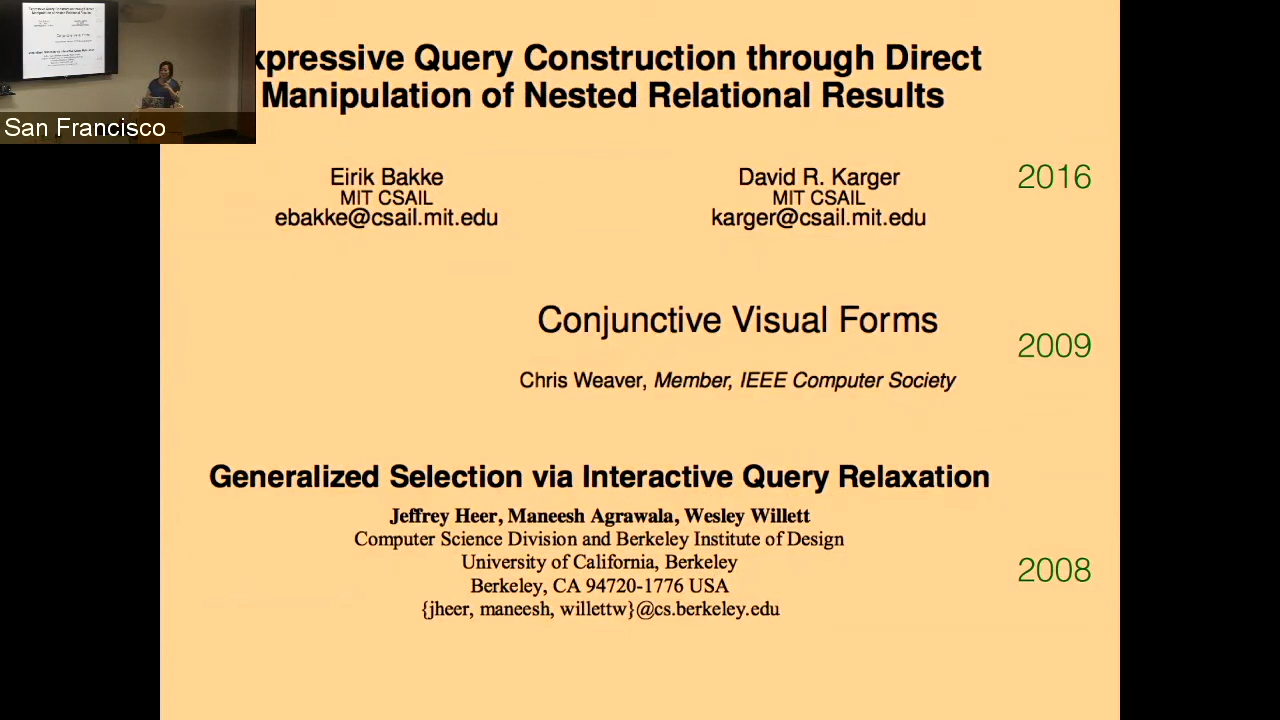 San Francisco
xpressive Query Construction through Direct
Manipulation of Nested Relational Results
Eirik Bakke
MIT CSAIL
ebakke@csail.mit.edu
David R. Karger
MIT CSAIL
karger@csail.mit.edu
2016
Conjunctive Visual Forms
Chris Weaver, Member, IEEE Computer Society
2009
Generalized Selection via Interactive Query Relaxation
Jeffrey Heer, Maneesh Agrawala, Wesley Willett
Computer Science Division and Berkeley Institute of Design
University of California, Berkeley
Berkeley, CA 94720-1776 USA
{jheer, maneesh, willettw}@cs.berkeley.edu
2008